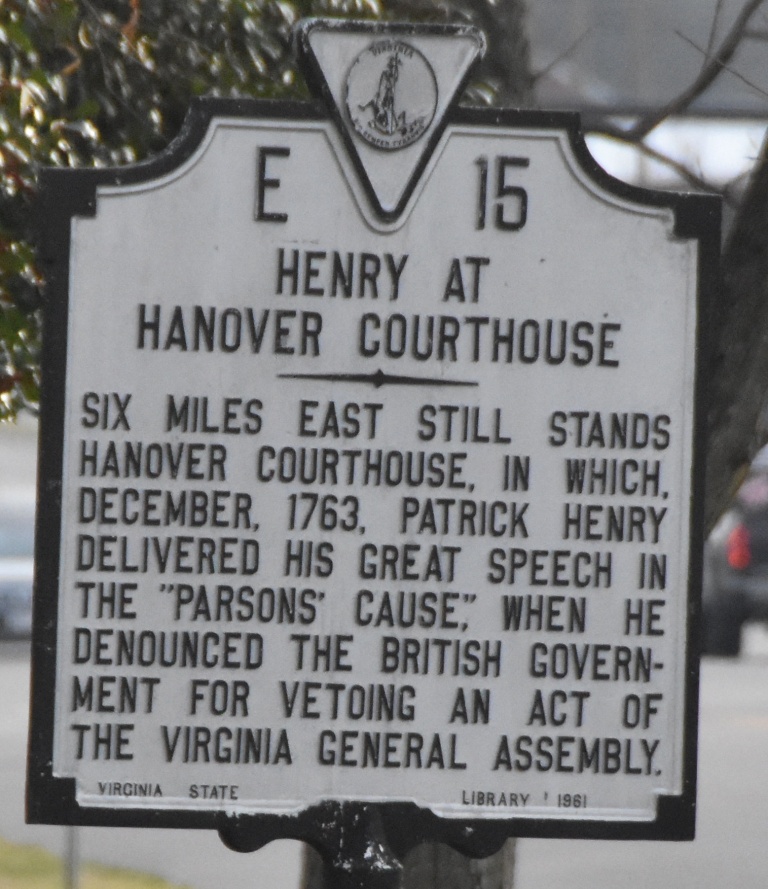 VIRGINIA
E 15
HENRY AT
HANOVER COURTHOUSE
SIX MILES EAST STILL STANDS
HANOVER COURTHOUSE, IN WHICH,
DECEMBER, 1763, PATRICK HENRY
DELIVERED HIS GREAT SPEECH IN
THE "PARSONS' CAUSE," WHEN HE
DENOUNCED THE BRITISH GOVERN-
MENT FOR VETOING AN ACT OF
THE VIRGINIA GENERAL ASSEMBLY.
VIRGINIA STATE LIBRARY 1961